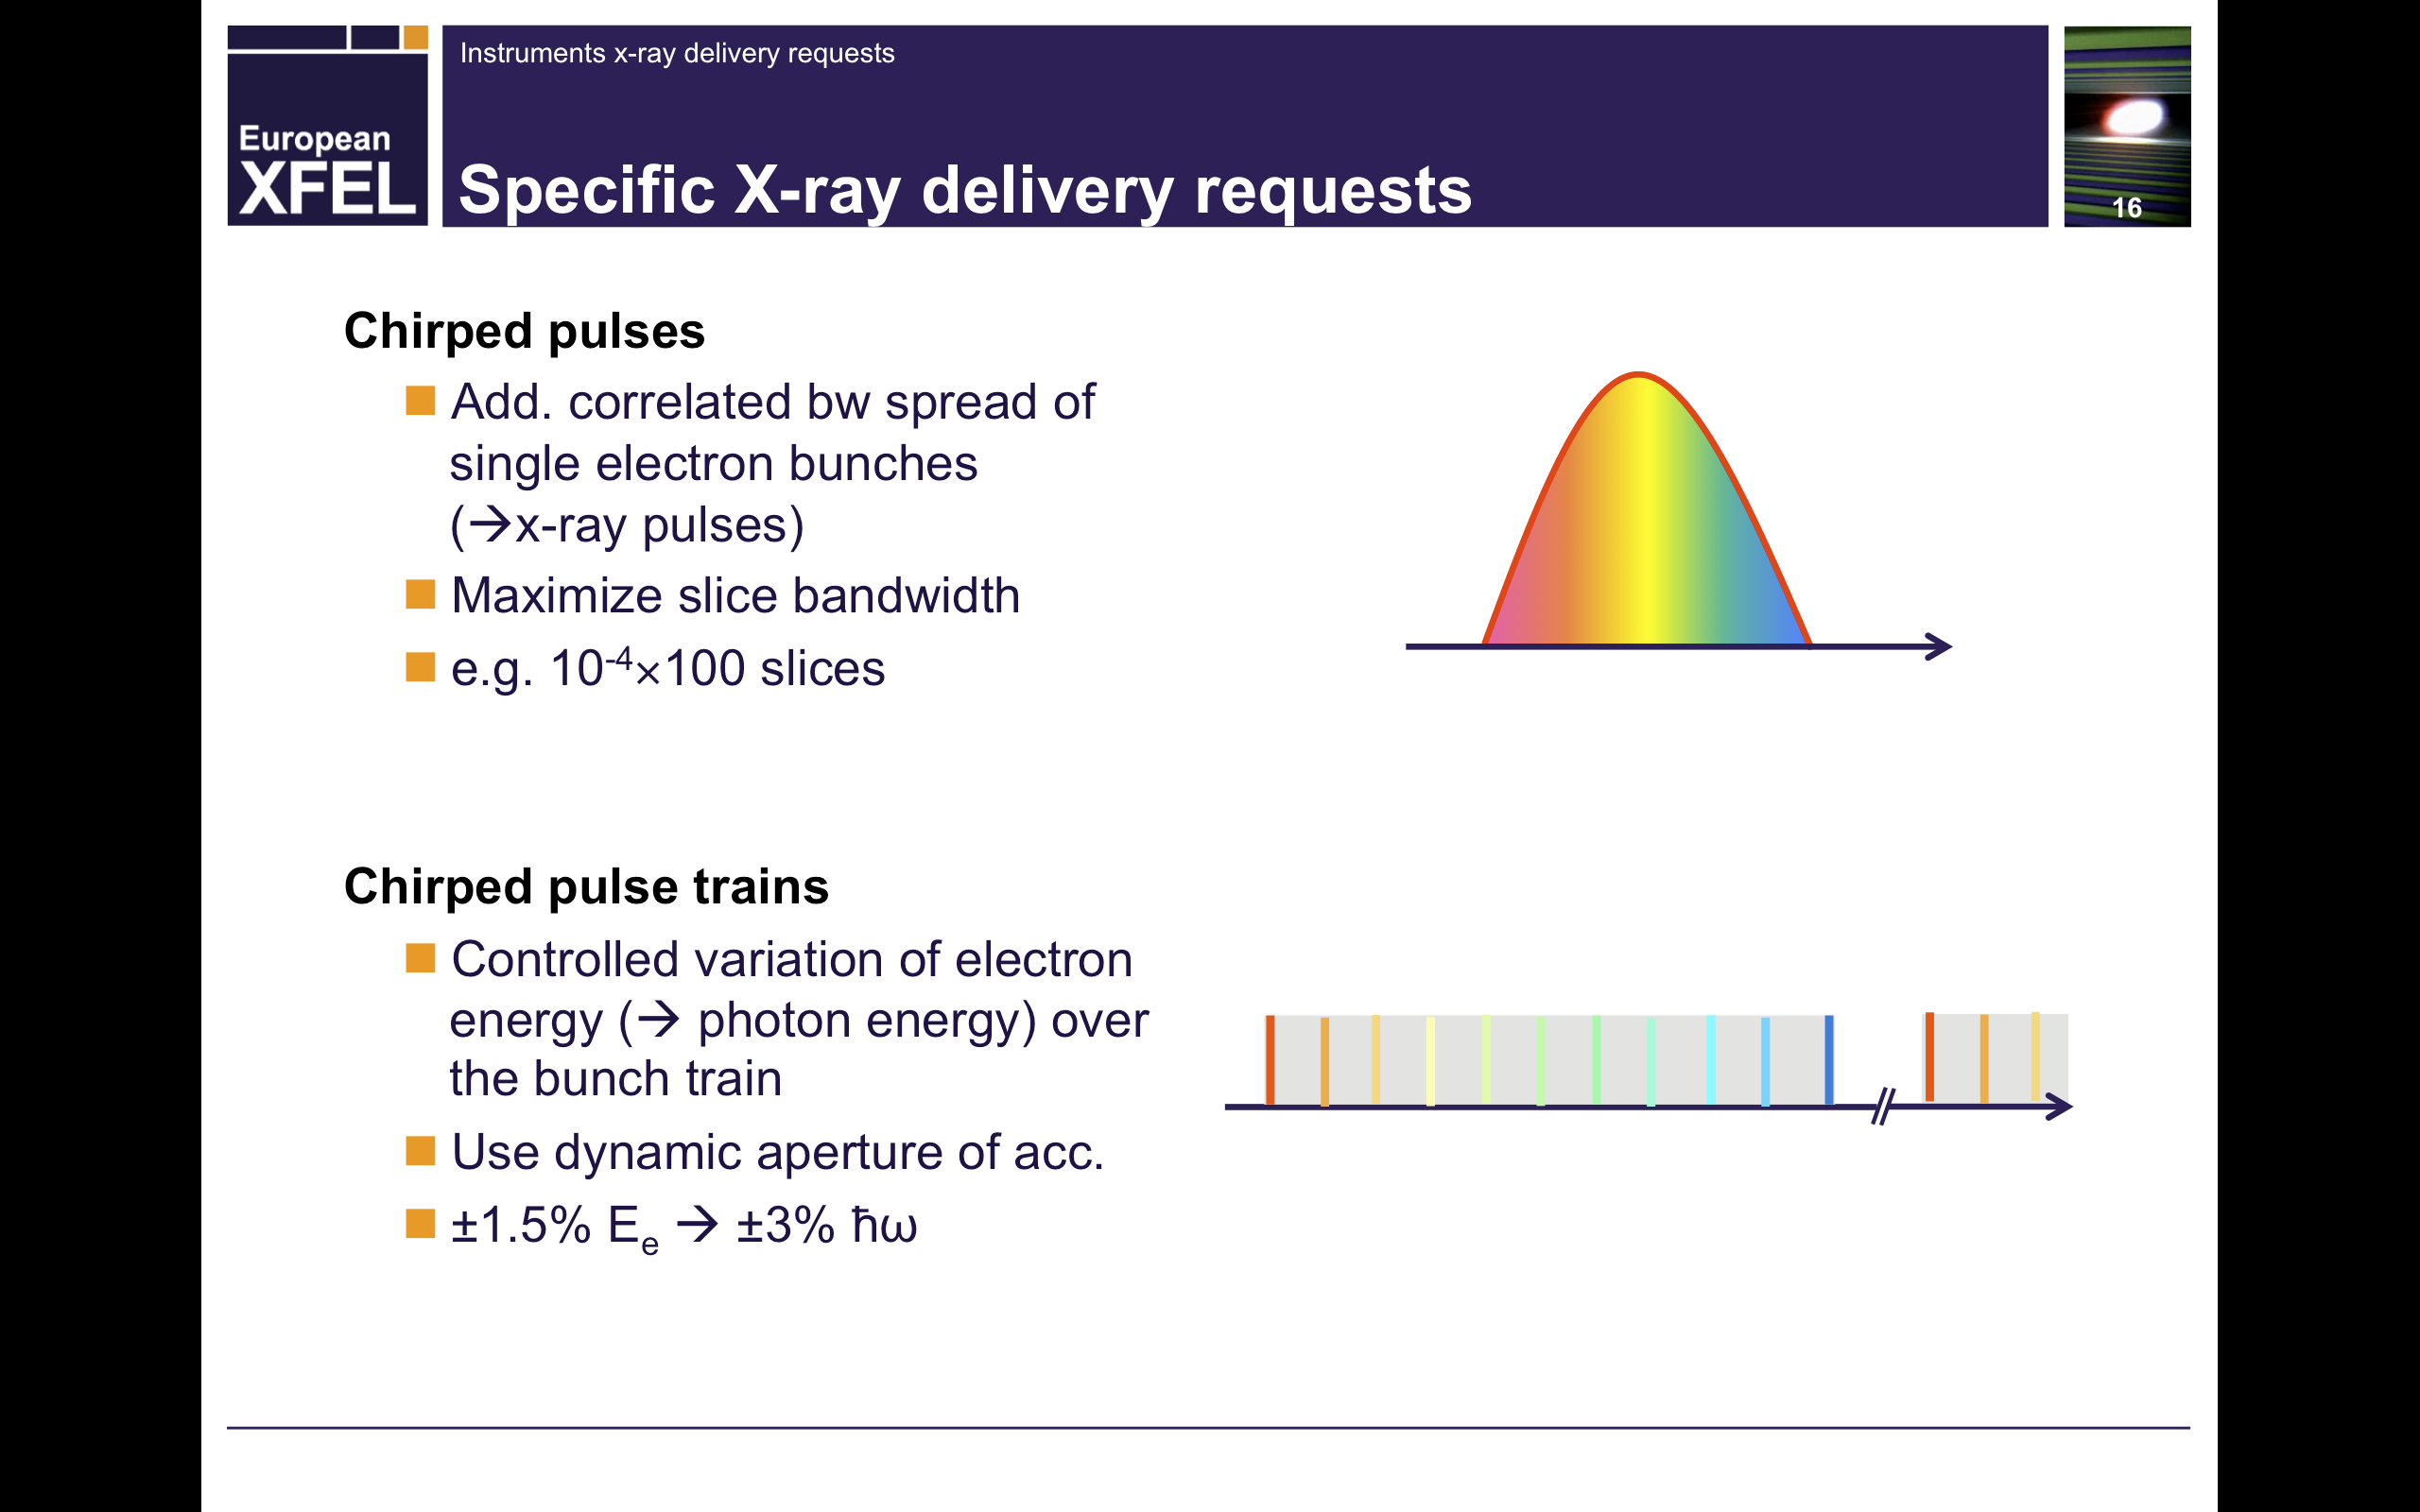 Instruments x-ray delivery requests
European
XFEL
Specific X-ray delivery requests
16
Chirped pulses
Add. correlated bw spread of
single electron bunches
(→x-ray pulses)
Maximize slice bandwidth
e.g. 10⁻⁴×100 slices
Chirped pulse trains
Controlled variation of electron
energy (→ photon energy) over
the bunch train
Use dynamic aperture of acc.
±1.5% Eₑ → ±3% ħω